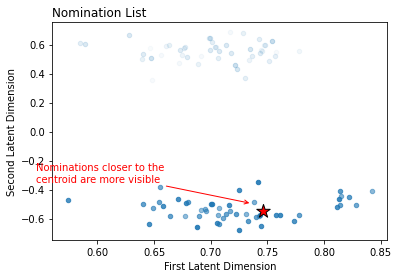 Nomination List
Second Latent Dimension
0.6
0.4
0.2
0.0
−0.2
−0.4
−0.6
Nominations closer to the
centroid are more visible
0.60 0.65 0.70 0.75 0.80 0.85
First Latent Dimension